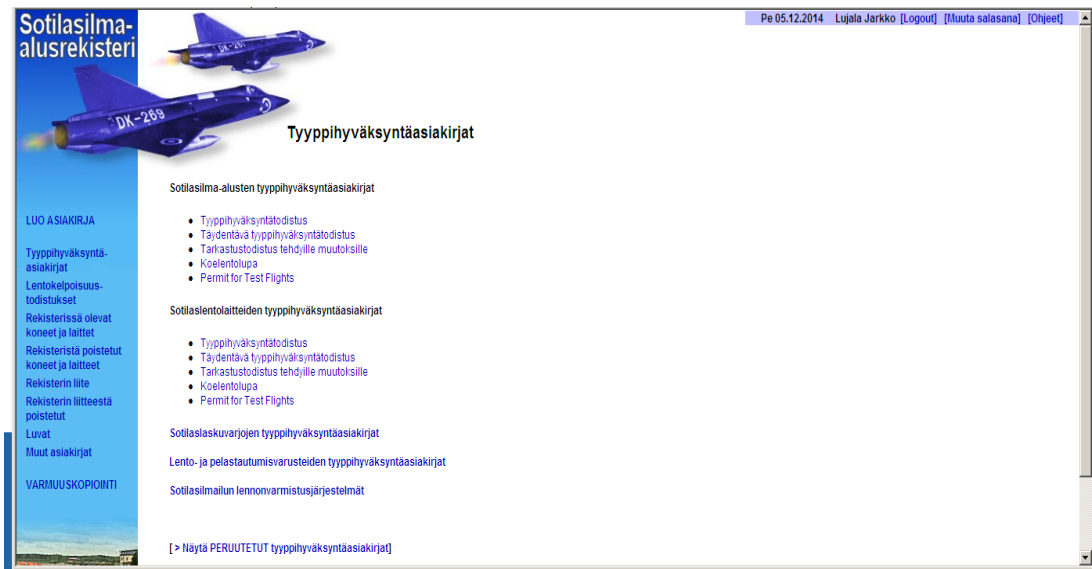 Sotilasilma-
alusrekisteri
Pe 05.12.2014 Lujala Jarkko [Logout] [Muuta salasana] [Ohjeet]
DK-261
DK-269
Tyyppihyväksyntäasiakirjat
LUO ASIAKIRJA
Tyyppihyväksyntä-
asiakirjat
Lentokelpoisuus-
todistukset
Rekisterissä olevat
koneet ja laittet
Rekisteristä poistetut
koneet ja laitteet
Rekisterin liite
Rekisterin liitteestä
poistetut
Luvat
Muut asiakirjat
VARMUUSKOPIOINTI
Sotilasilma-alusten tyyppihyväksyntäasiakirjat
Tyyppihyväksyntätodistus
Täydentävä tyyppihyväksyntätodistus
Tarkastustodistus tehdyille muutoksille
Koelentolupa
Permit for Test Flights
Sotilaslentolaitteiden tyyppihyväksyntäasiakirjat
Tyyppihyväksyntätodistus
Täydentävä tyyppihyväksyntätodistus
Tarkastustodistus tehdyille muutoksille
Koelentolupa
Permit for Test Flights
Sotilaslaskuvarjojen tyyppihyväksyntäasiakirjat
Lento- ja pelastautumisvarusteiden tyyppihyväksyntäasiakirjat
Sotilasilmailun lennonvarmistusjärjestelmät
[ > Näytä PERUUTETUT tyyppihyväksyntäasiakirjat]